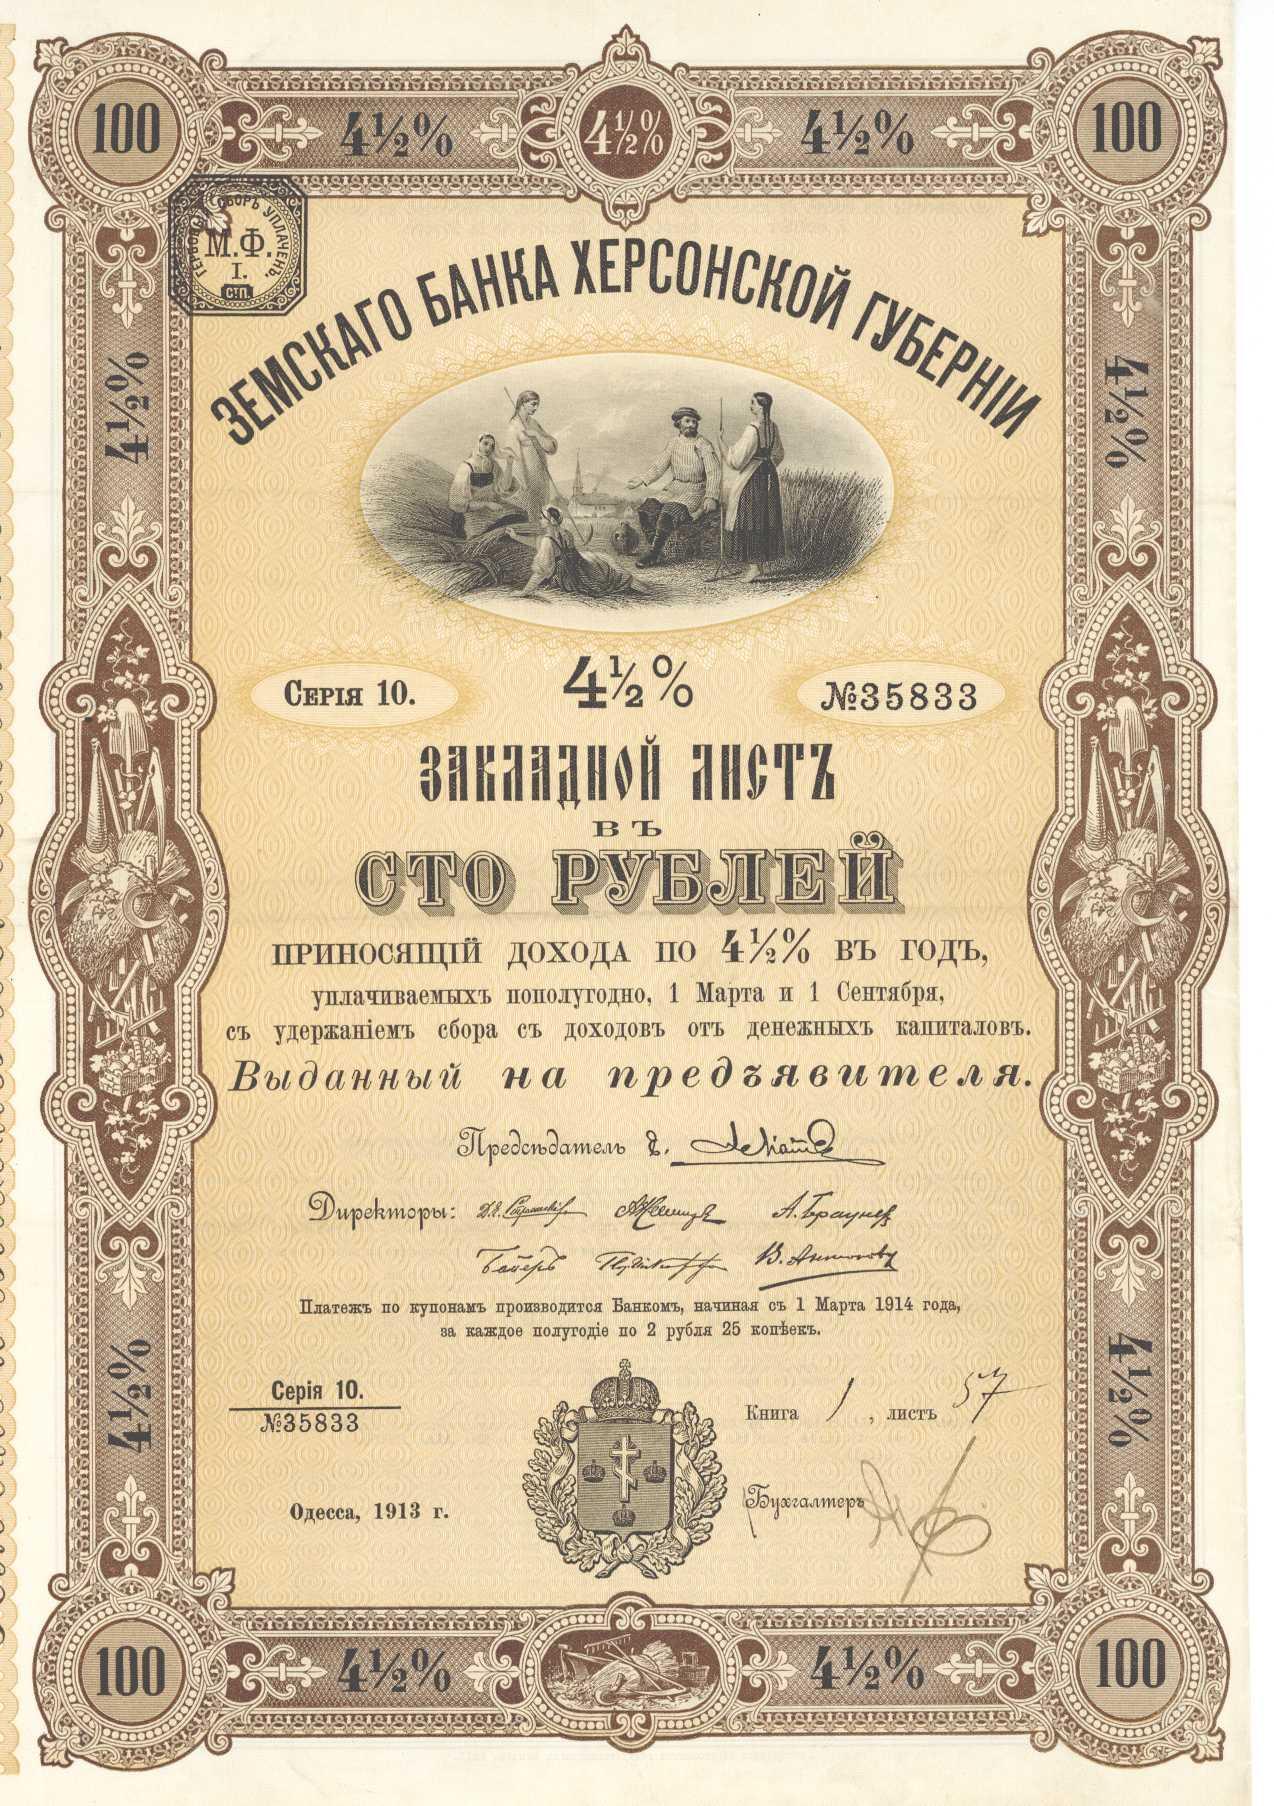 100
4½%
4½%
4½%
100
ГЕРБОВЫЙ СБОРЪ УПЛАЧЕНЪ.
М.Ф.
I.
С.П.
ЗЕМСКАГО БАНКА ХЕРСОНСКОЙ ГУБЕРНІИ
4½%
4½%
СЕРІЯ 10.
4½%
№35833
ЗАКЛАДНОЙ ЛИСТЪ
ВЪ
СТО РУБЛЕЙ
ПРИНОСЯЩІЙ ДОХОДА ПО 4½% ВЪ ГОДЪ,
уплачиваемыхъ пополугодно, 1 Марта и 1 Сентября,
съ удержаніемъ сбора съ доходовъ отъ денежныхъ капиталовъ.
Выданный на предъявителя.
Предсѣдатель
Директоры:
А. Браунеръ
Платежъ по купонамъ производится Банкомъ, начиная съ 1 Марта 1914 года,
за каждое полугодіе по 2 рубля 25 копѣекъ.
4½%
4½%
Серія 10.
№35833
Книга 1, листъ 57
Одесса, 1913 г.
Бухгалтеръ
100
4½%
4½%
100